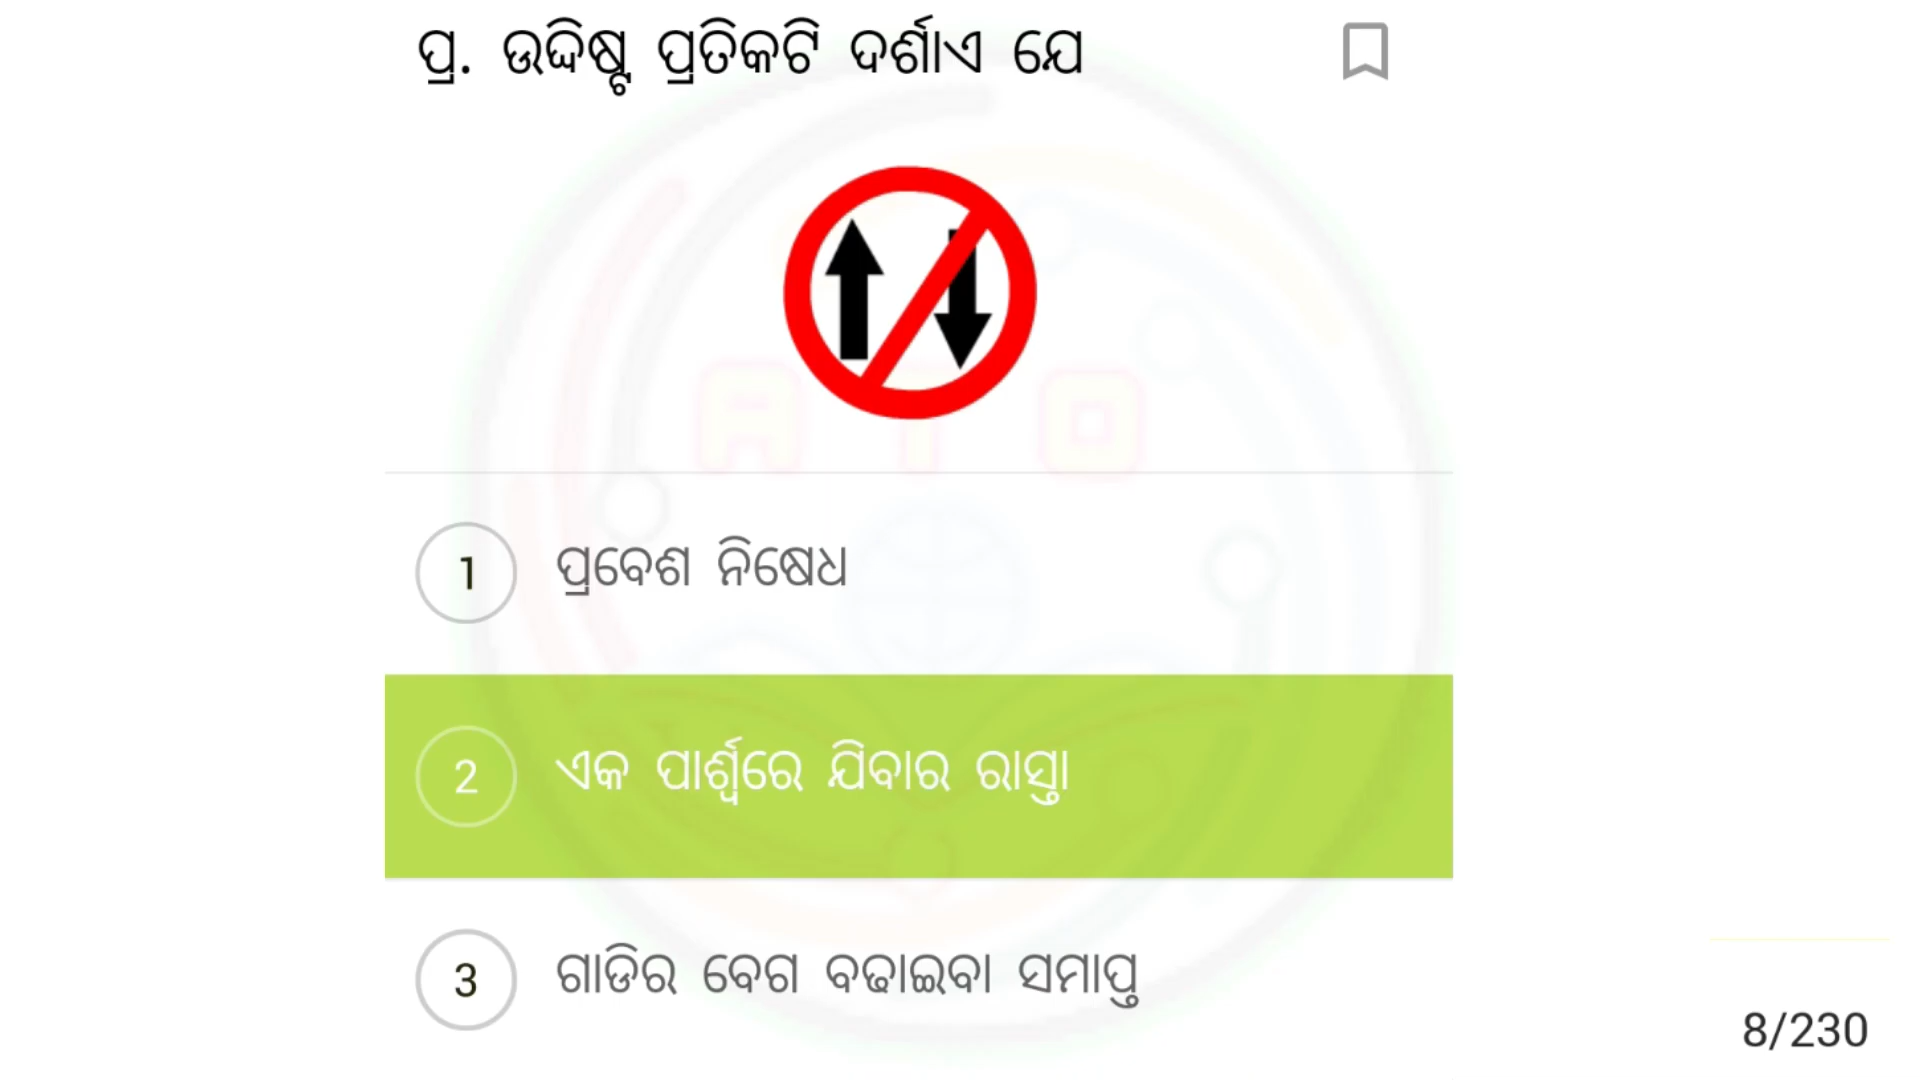 ପ୍ର. ଉଦ୍ଦିଷ୍ଟ ପ୍ରତିକଟି ଦର୍ଶାଏ ଯେ
A T O
1 ପ୍ରବେଶ ନିଷେଧ
2 ଏକ ପାର୍ଶ୍ୱରେ ଯିବାର ରାସ୍ତା
3 ଗାଡିର ବେଗ ବଢାଇବା ସମାପ୍ତ
8/230